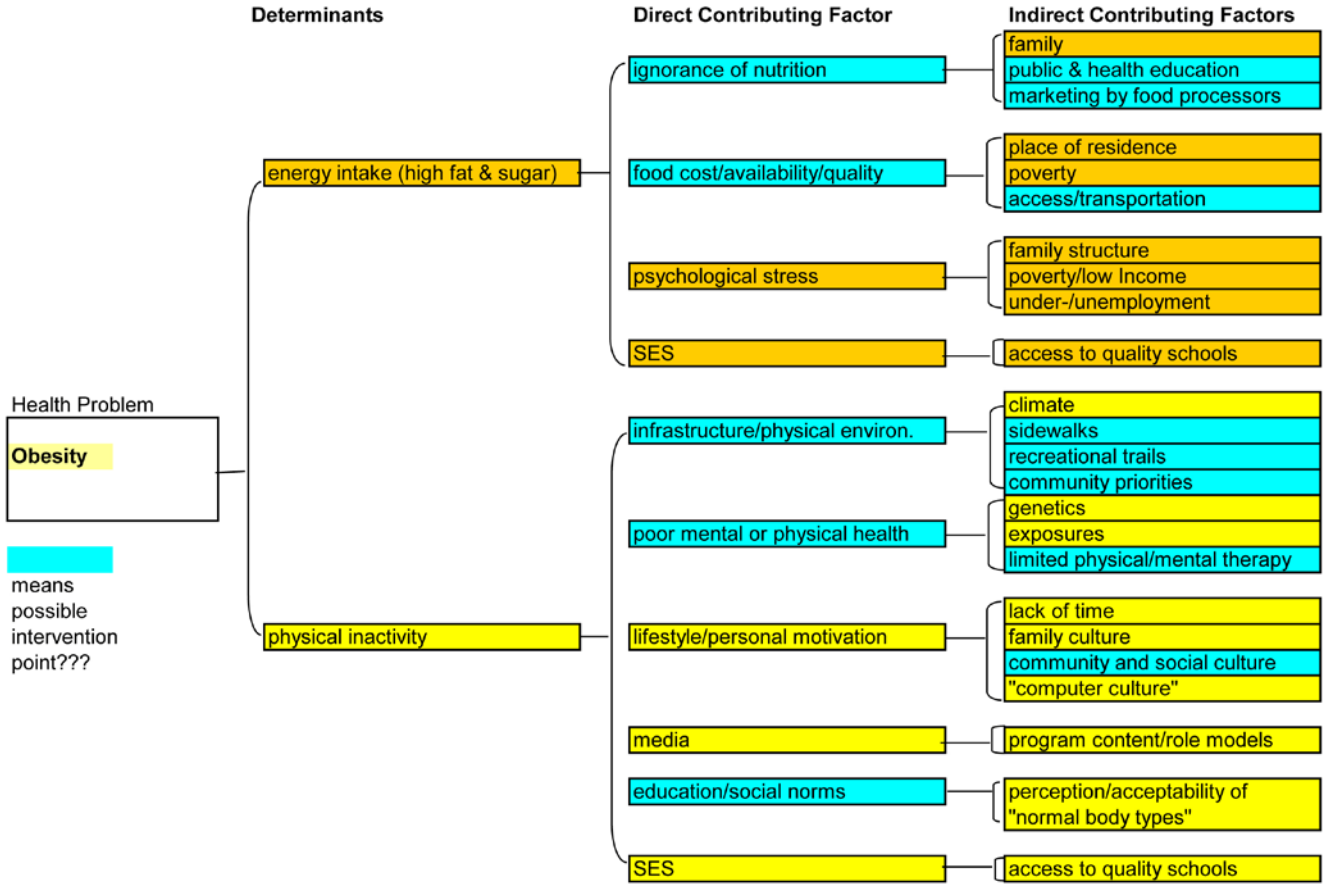 Determinants
Direct Contributing Factor
Indirect Contributing Factors
Health Problem
Obesity
means
possible
intervention
point???
energy intake (high fat & sugar)
ignorance of nutrition
family
public & health education
marketing by food processors
food cost/availability/quality
place of residence
poverty
access/transportation
psychological stress
family structure
poverty/low Income
under-/unemployment
SES
access to quality schools
physical inactivity
infrastructure/physical environ.
climate
sidewalks
recreational trails
community priorities
poor mental or physical health
genetics
exposures
limited physical/mental therapy
lifestyle/personal motivation
lack of time
family culture
community and social culture
"computer culture"
media
program content/role models
education/social norms
perception/acceptability of
"normal body types"
SES
access to quality schools